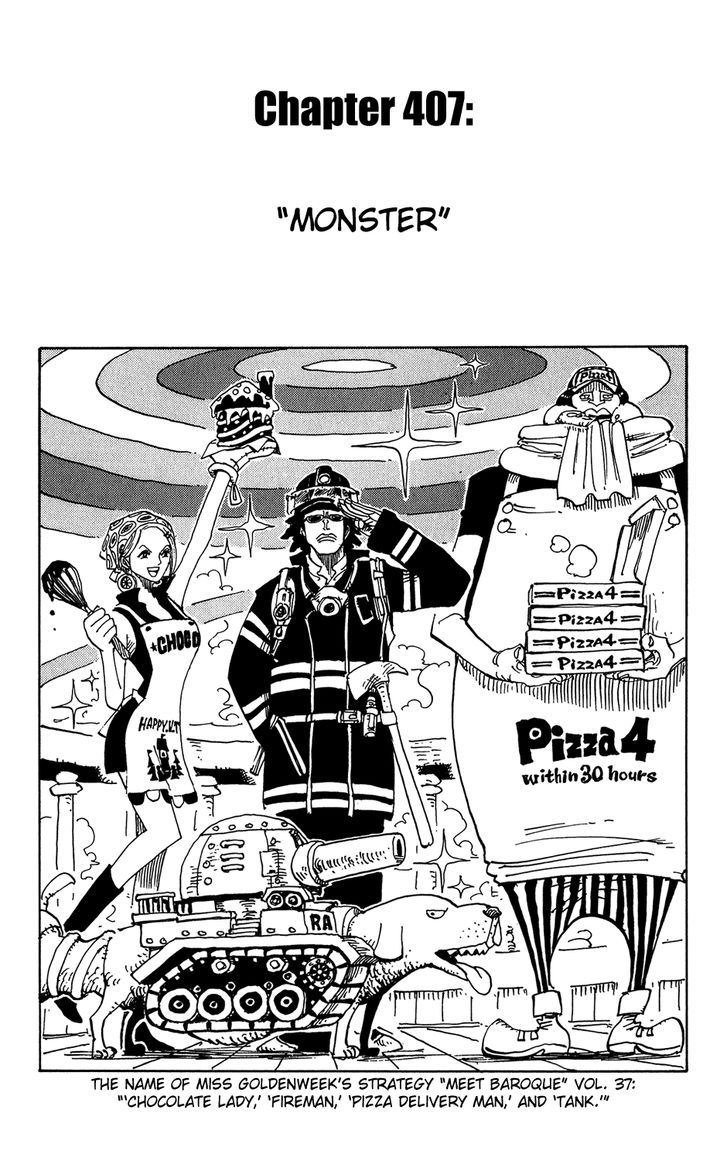 Chapter 407:
"MONSTER"
Pizza4
★CHOCO
HAPPY.U.T
=Pizza4=
=Pizza4=
=Pizza4=
=Pizza4=
Pizza4
within 30 hours
RA
THE NAME OF MISS GOLDENWEEK'S STRATEGY "MEET BAROQUE" VOL. 37:
"'CHOCOLATE LADY,' 'FIREMAN,' 'PIZZA DELIVERY MAN,' AND 'TANK.'"